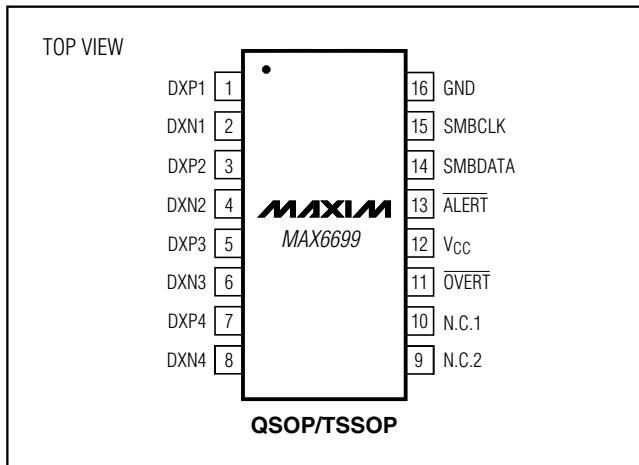 TOP VIEW
DXP1 1 16 GND
DXN1 2 15 SMBCLK
DXP2 3 14 SMBDATA
DXN2 4 13 ALERT
MAXIM
DXP3 5 MAX6699 12 VCC
DXN3 6 11 OVERT
DXP4 7 10 N.C.1
DXN4 8 9 N.C.2
QSOP/TSSOP